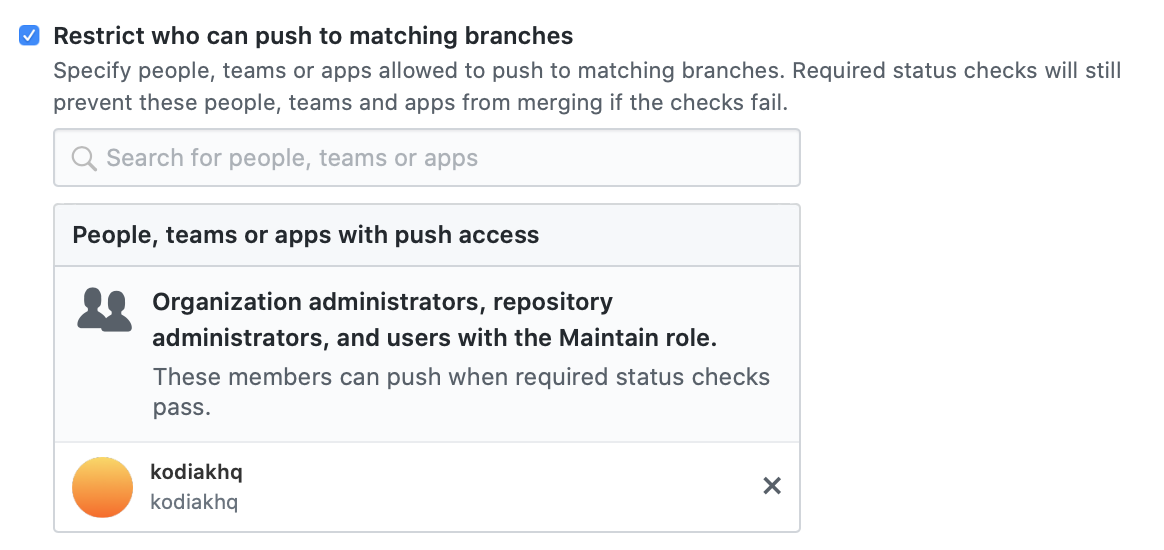 Restrict who can push to matching branches
Specify people, teams or apps allowed to push to matching branches. Required status checks will still
prevent these people, teams and apps from merging if the checks fail.
Search for people, teams or apps
People, teams or apps with push access
Organization administrators, repository
administrators, and users with the Maintain role.
These members can push when required status checks
pass.
kodiakhq
kodiakhq